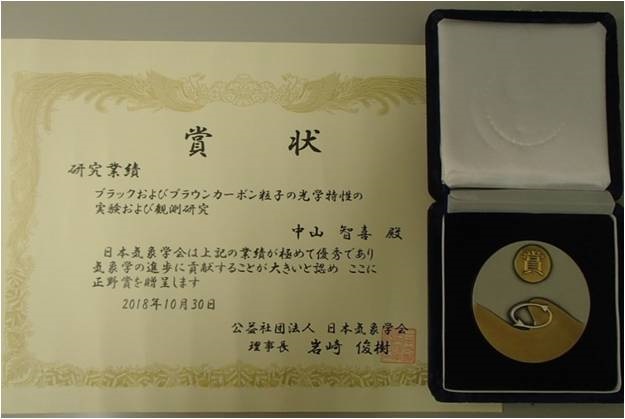 賞状
研究業績
ブラックおよびブラウンカーボン粒子の光学特性の
実験および観測研究
中山 智喜 殿
日本気象学会は上記の業績が極めて優秀であり
気象学の進歩に貢献することが大きいと認め ここに
正野賞を贈呈します
2018年10月30日
公益社団法人 日本気象学会
理事長 岩崎 俊樹
賞